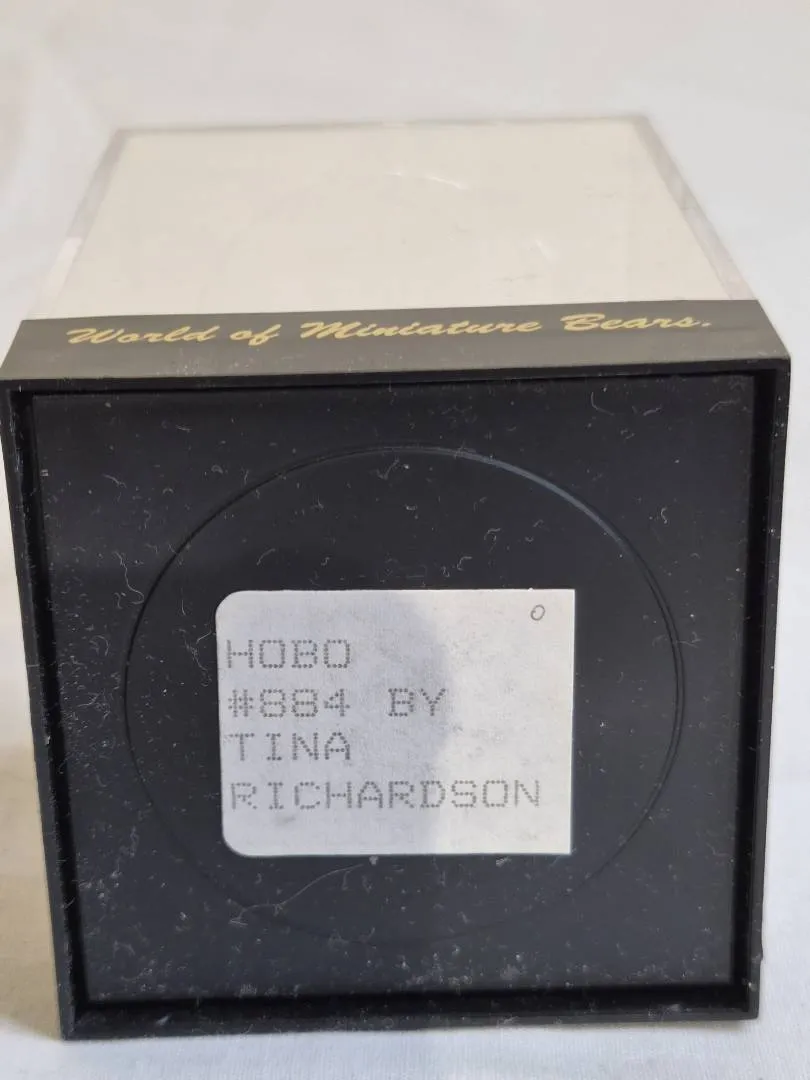 World of Miniature Bears.
O
HOBO
#884 BY
TINA
RICHARDSON